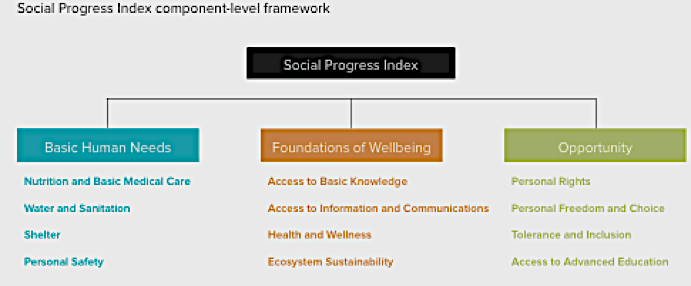 Social Progress Index component-level framework
Social Progress Index
Basic Human Needs
Nutrition and Basic Medical Care
Water and Sanitation
Shelter
Personal Safety
Foundations of Wellbeing
Access to Basic Knowledge
Access to Information and Communications
Health and Wellness
Ecosystem Sustainability
Opportunity
Personal Rights
Personal Freedom and Choice
Tolerance and Inclusion
Access to Advanced Education